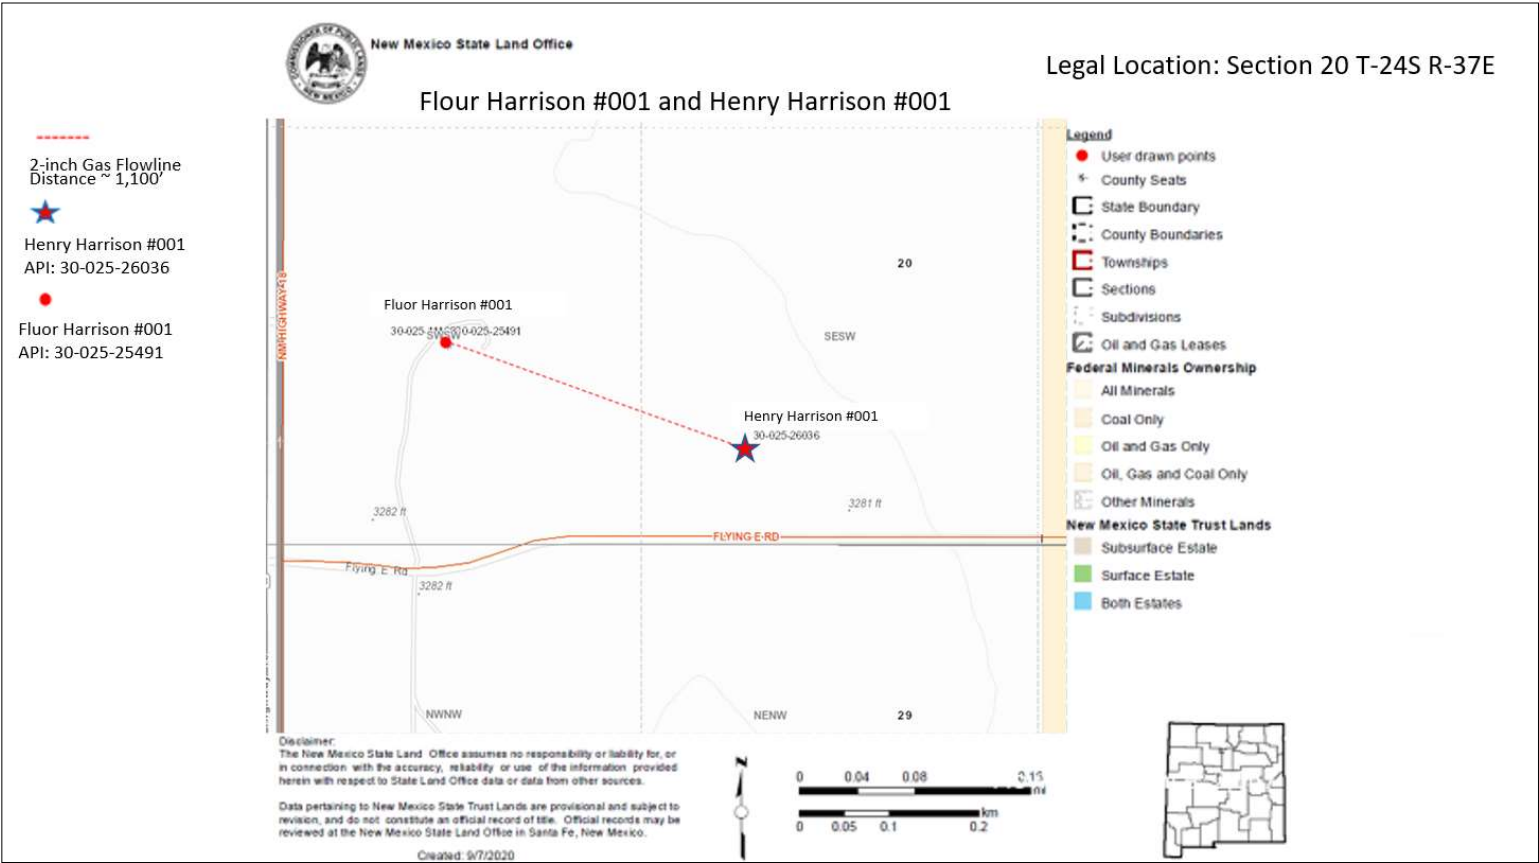 COMMISSIONER OF PUBLIC LANDS
NEW MEXICO
New Mexico State Land Office
Legal Location: Section 20 T-24S R-37E
Flour Harrison #001 and Henry Harrison #001
2-inch Gas Flowline
Distance ~ 1,100'
Henry Harrison #001
API: 30-025-26036
Fluor Harrison #001
API: 30-025-25491
NM HIGHWAY 18
20
Fluor Harrison #001
30-025-25491
SESW
Henry Harrison #001
30-025-26036
3282 ft
3281 ft
FLYING E RD
Flying E Rd
3282 ft
NWNW
NENW
29
Legend
User drawn points
County Seats
State Boundary
County Boundaries
Townships
Sections
Subdivisions
Oil and Gas Leases
Federal Minerals Ownership
All Minerals
Coal Only
Oil and Gas Only
Oil, Gas and Coal Only
Other Minerals
New Mexico State Trust Lands
Subsurface Estate
Surface Estate
Both Estates
Disclaimer:
The New Mexico State Land Office assumes no responsibility or liability for, or
in connection with the accuracy, reliability or use of the information provided
herein with respect to State Land Office data or data from other sources.
Data pertaining to New Mexico State Trust Lands are provisional and subject to
revision, and do not constitute an official record of title. Official records may be
reviewed at the New Mexico State Land Office in Santa Fe, New Mexico.
Created: 9/7/2020
N
0 0.04 0.08 0.15
mi
km
0 0.05 0.1 0.2